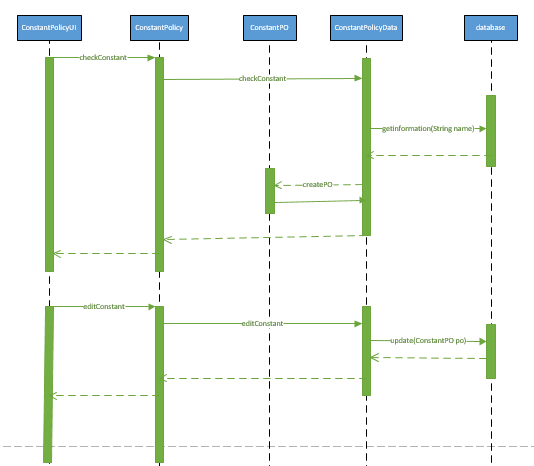 ConstantPolicyUI
ConstantPolicy
ConstantPO
ConstantPolicyData
database
checkConstant
checkConstant
getinformation(String name)
createPO
editConstant
editConstant
update(ConstantPO po)